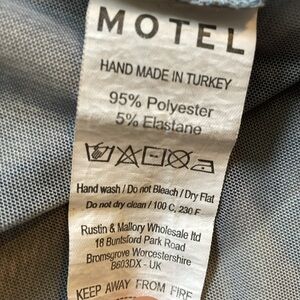 MOTEL
HAND MADE IN TURKEY
95% Polyester
5% Elastane
Hand wash / Do not Bleach / Dry Flat
Do not dry clean / 100 C, 230 F
Rustin & Mallory Wholesale ltd
18 Buntsford Park Road
Bromsgrove Worcestershire
B603DX - UK
KEEP AWAY FROM FIRE